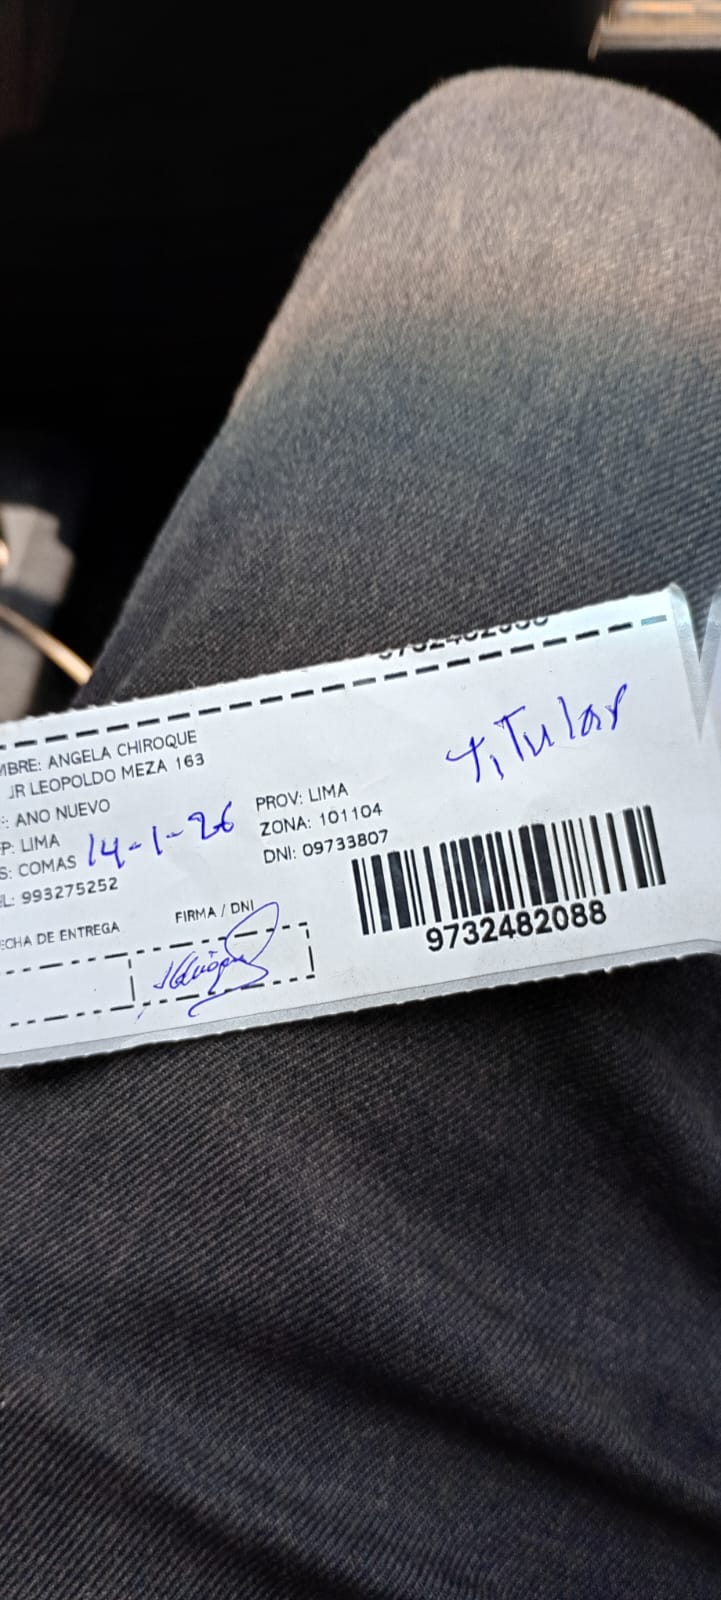 MBRE: ANGELA CHIROQUE
JR LEOPOLDO MEZA 163
: ANO NUEVO
P: LIMA
S: COMAS
L: 993275252
14-1-26
PROV: LIMA
ZONA: 101104
DNI: 09733807
Titular
ECHA DE ENTREGA
FIRMA / DNI
9732482088